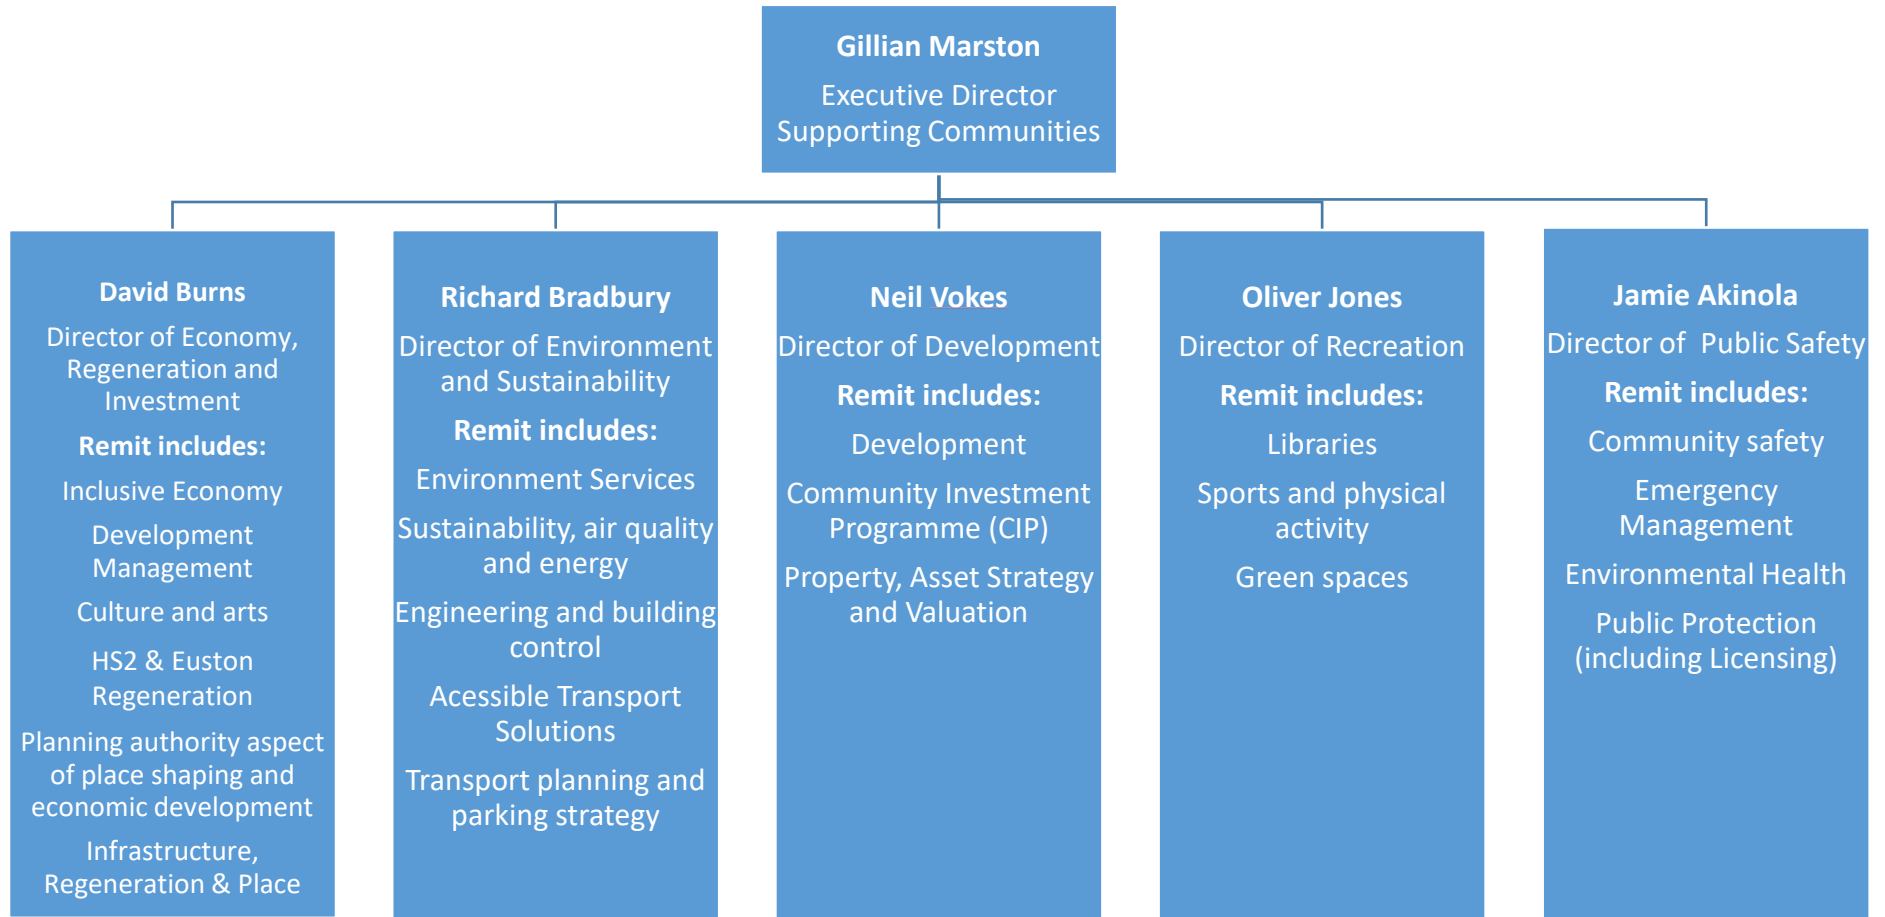 Gillian Marston
Executive Director
Supporting Communities
David Burns
Director of Economy,
Regeneration and
Investment
Remit includes:
Inclusive Economy
Development
Management
Culture and arts
HS2 & Euston
Regeneration
Planning authority aspect
of place shaping and
economic development
Infrastructure,
Regeneration & Place
Richard Bradbury
Director of Environment
and Sustainability
Remit includes:
Environment Services
Sustainability, air quality
and energy
Engineering and building
control
Acessible Transport
Solutions
Transport planning and
parking strategy
Neil Vokes
Director of Development
Remit includes:
Development
Community Investment
Programme (CIP)
Property, Asset Strategy
and Valuation
Oliver Jones
Director of Recreation
Remit includes:
Libraries
Sports and physical
activity
Green spaces
Jamie Akinola
Director of  Public Safety
Remit includes:
Community safety
Emergency
Management
Environmental Health
Public Protection
(including Licensing)